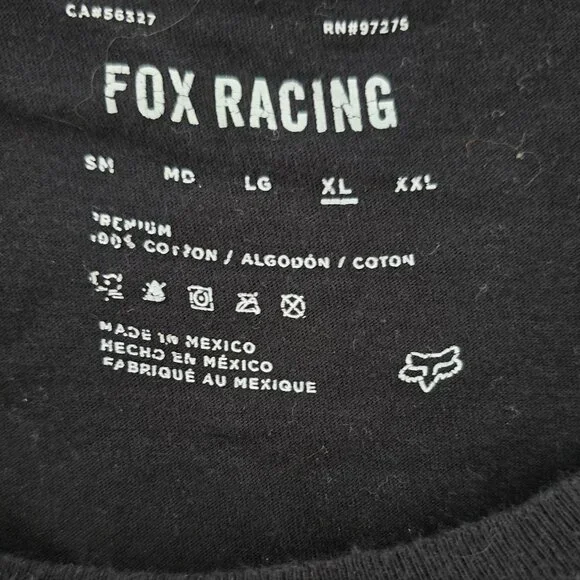 CA#56327 RN#97275
FOX RACING
SM MD LG XL XXL
PREMIUM
100% COTTON / ALGODÓN / COTON
MADE IN MEXICO
HECHO EN MÉXICO
FABRIQUÉ AU MEXIQUE